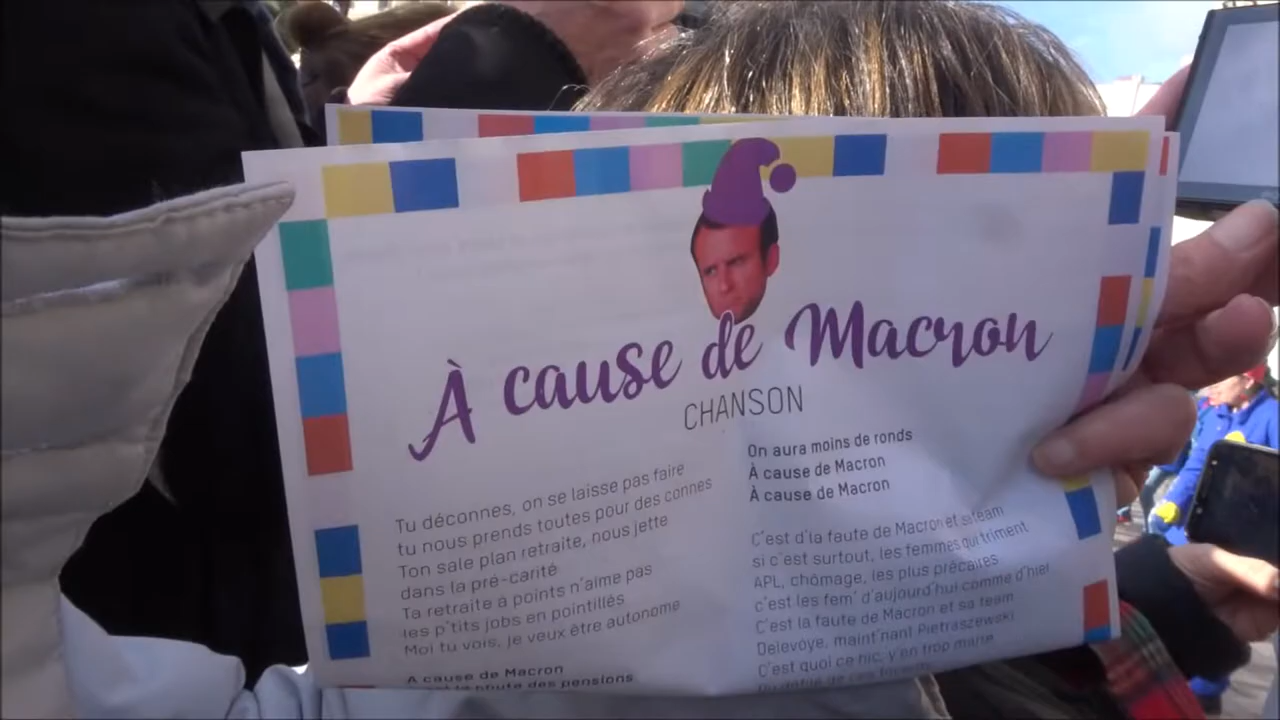 À cause de Macron
CHANSON
Tu déconnes, on se laisse pas faire
tu nous prends toutes pour des connes
Ton sale plan retraite, nous jette
dans la pré-carité
Ta retraite à points n'aime pas
les p'tits jobs en pointillés
Moi tu vois, je veux être autonome
A cause de Macron
la chute des pensions
On aura moins de ronds
À cause de Macron
À cause de Macron
C'est d'la faute de Macron et sa team
si c'est surtout, les femmes qui triment
APL, chômage, les plus précaires
c'est les fem' d'aujourd'hui comme d'hier
C'est la faute de Macron et sa team
Delevoye, maint'nant Pietraszewski
C'est quoi ce hic, y'en trop marre